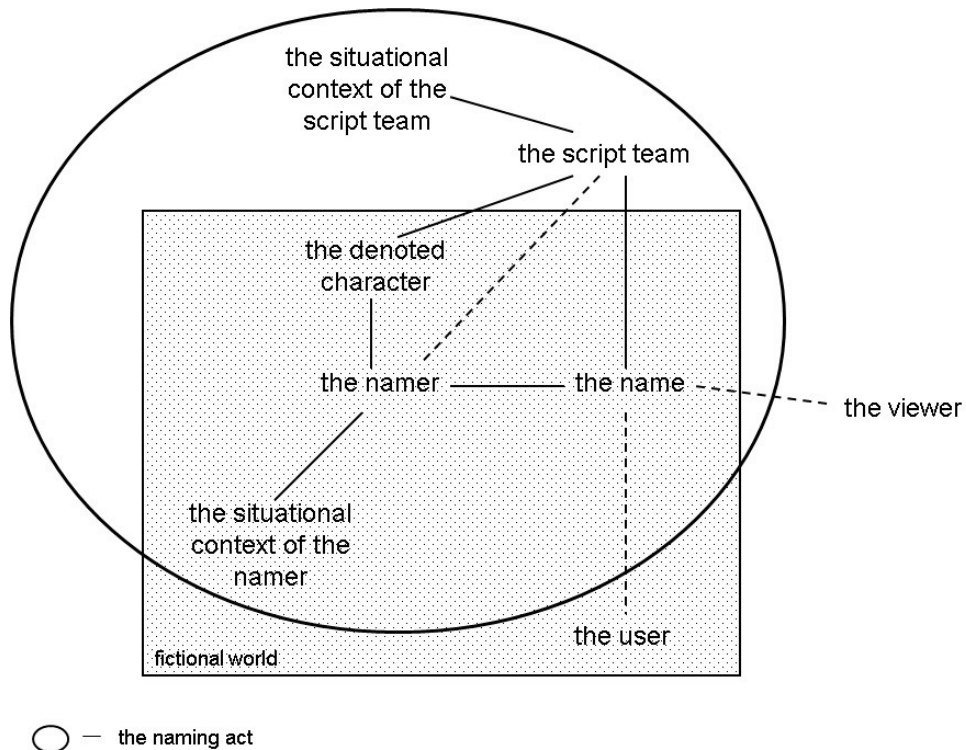 the situational
context of the
script team
the script team
the denoted
character
the namer
the name
the viewer
the situational
context of the
namer
the user
fictional world
— the naming act